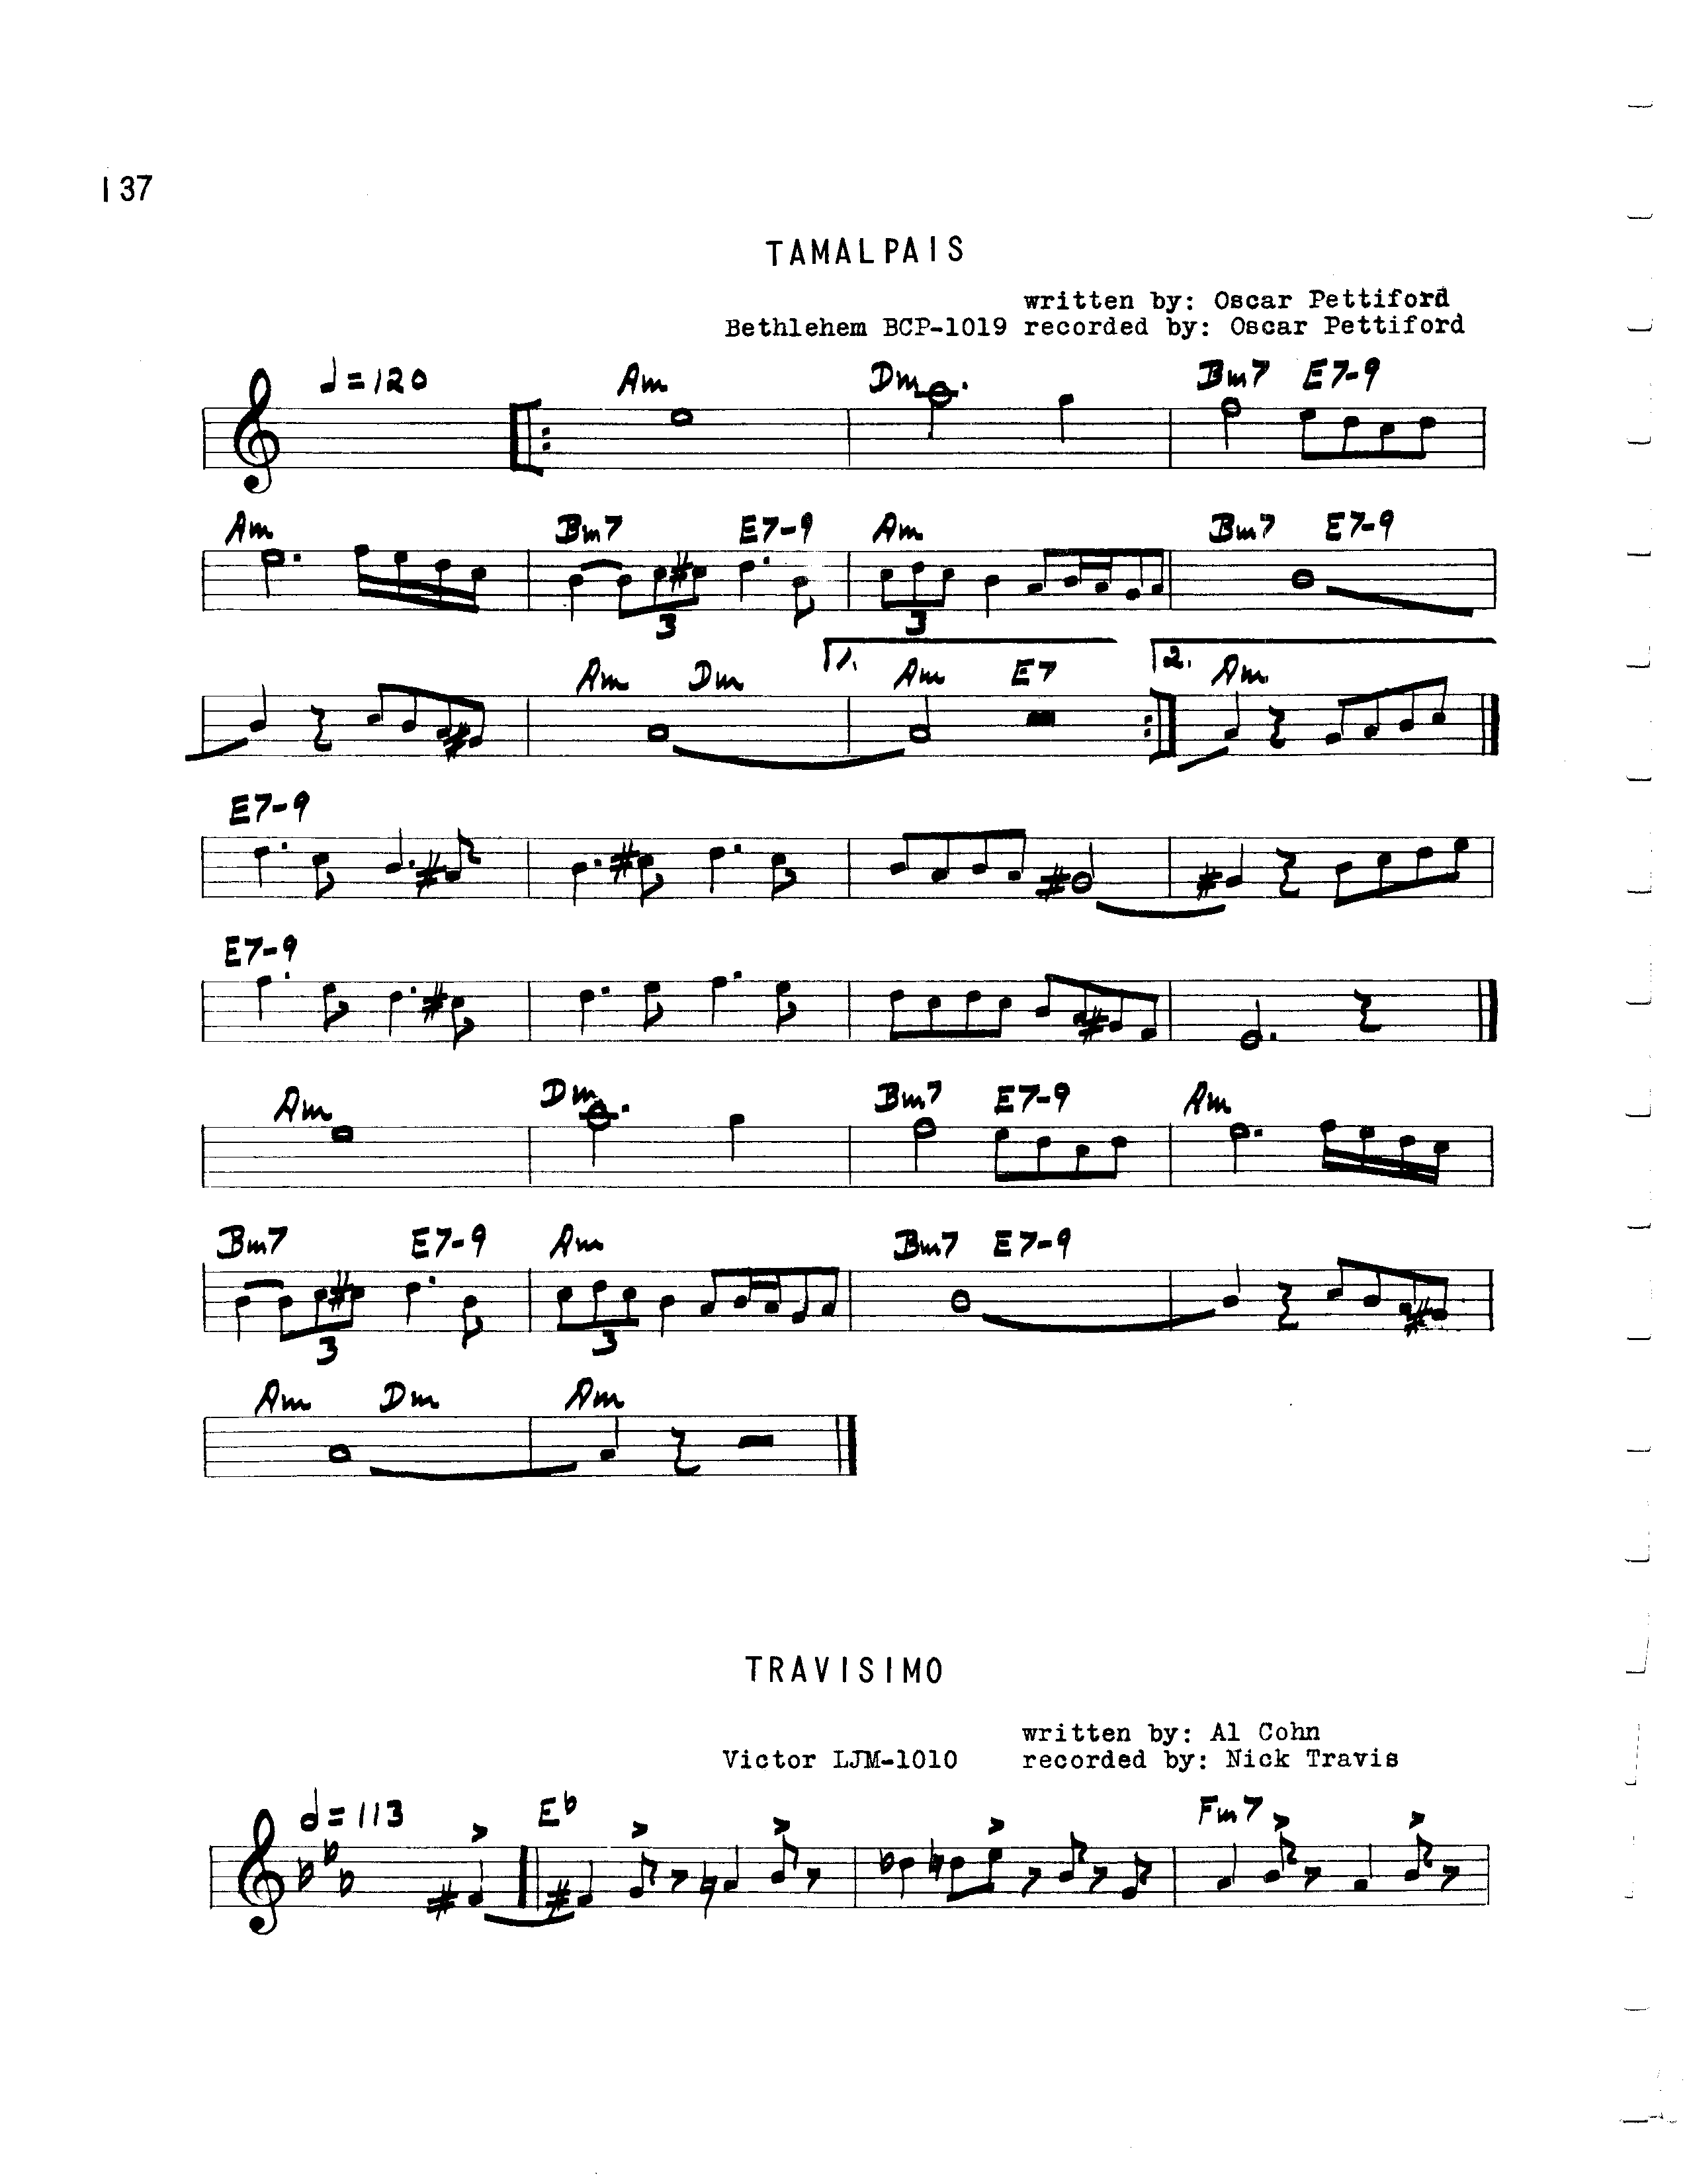 137
TAMALPAIS
written by: Oscar Pettiford
Bethlehem BCP-1019 recorded by: Oscar Pettiford
♩=120 Am Dm Bm7 E7-9
Am Bm7 E7-9 Am Bm7 E7-9
3 3
1. 2.
Am Dm Am E7 Am
E7-9
E7-9
Am Dm Bm7 E7-9 Am
Bm7 E7-9 Am Bm7 E7-9
3 3
Am Dm Am
TRAVISIMO
written by: Al Cohn
Victor LJM-1010 recorded by: Nick Travis
𝅗𝅥=113 E♭ Fm7